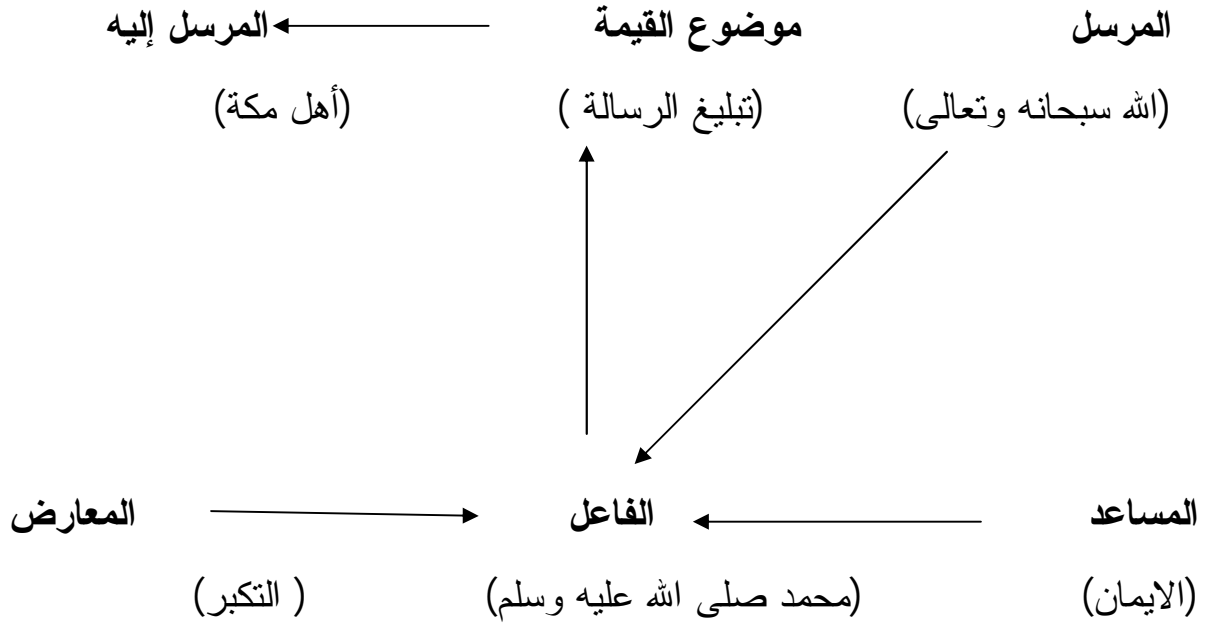 المرسل موضوع القيمة المرسل إليه
(الله سبحانه وتعالى) (تبليغ الرسالة ) (أهل مكة)
المساعد الفاعل المعارض
(الايمان) (محمد صلى الله عليه وسلم) ( التكبر)